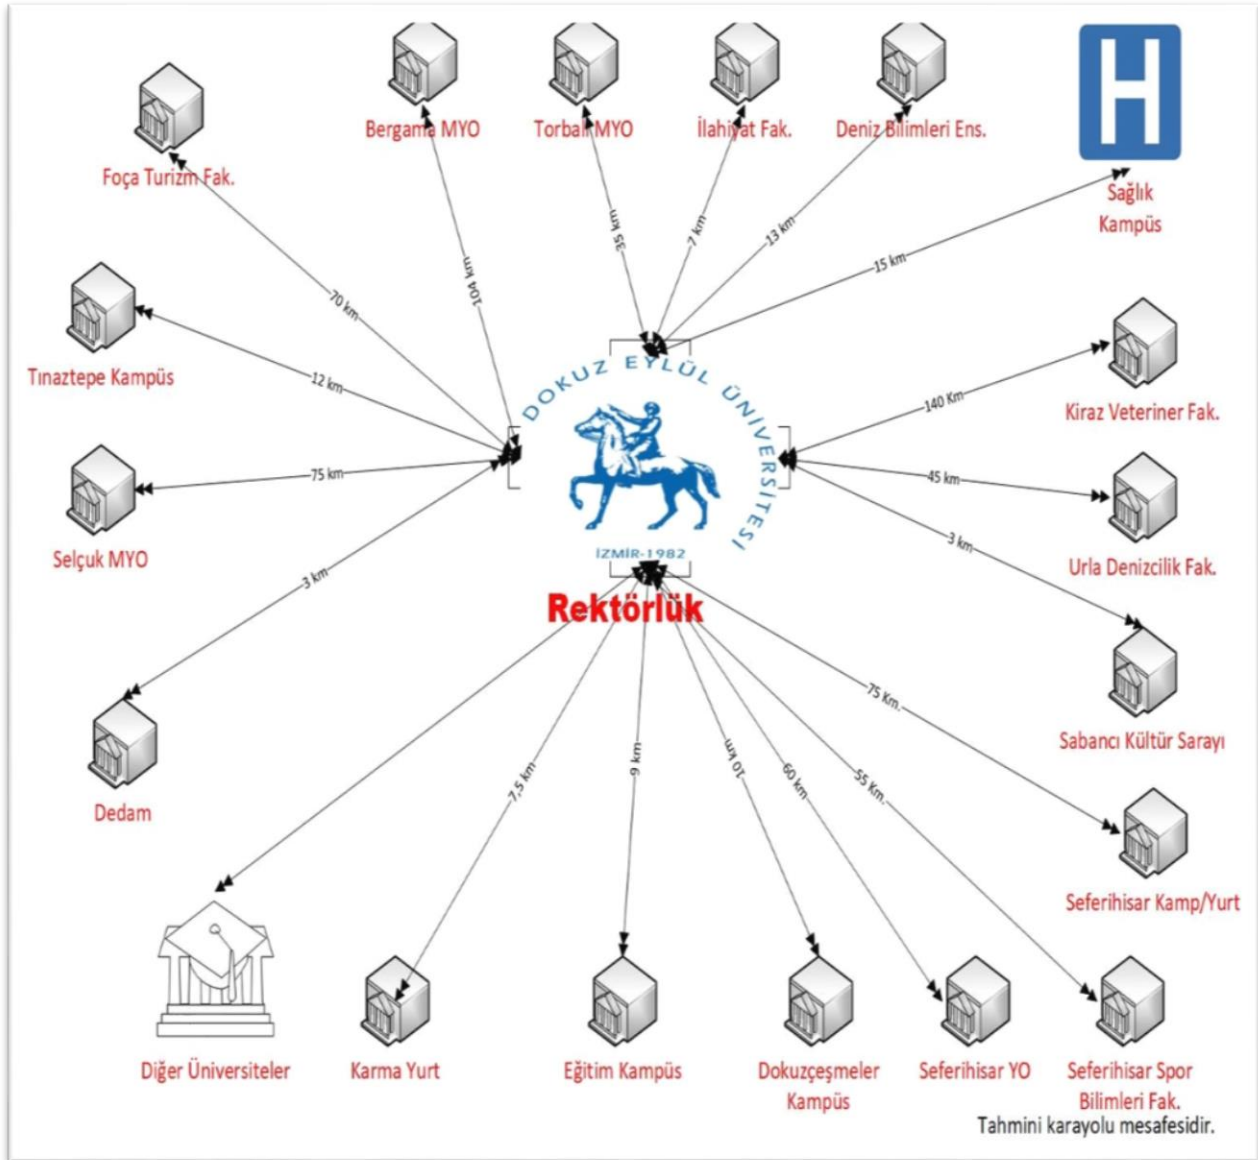 Bergama MYO
Torbalı MYO
İlahiyat Fak.
Deniz Bilimleri Ens.
Foça Turizm Fak.
Sağlık
Kampüs
35 km
7 km
13 km
15 km
104 km
70 km
Tınaztepe Kampüs
12 km
DOKUZ EYLÜL ÜNİVERSİTESİ
140 Km
Kiraz Veteriner Fak.
75 km
45 km
Selçuk MYO
İZMİR-1982
3 km
Urla Denizcilik Fak.
3 km
Rektörlük
75 Km.
Sabancı Kültür Sarayı
Dedam
7,5 km
9 km
10 km
60 km
55 Km.
Seferihisar Kamp/Yurt
Diğer Üniversiteler
Karma Yurt
Eğitim Kampüs
Dokuzçeşmeler
Kampüs
Seferihisar YO
Seferihisar Spor
Bilimleri Fak.
Tahmini karayolu mesafesidir.
H